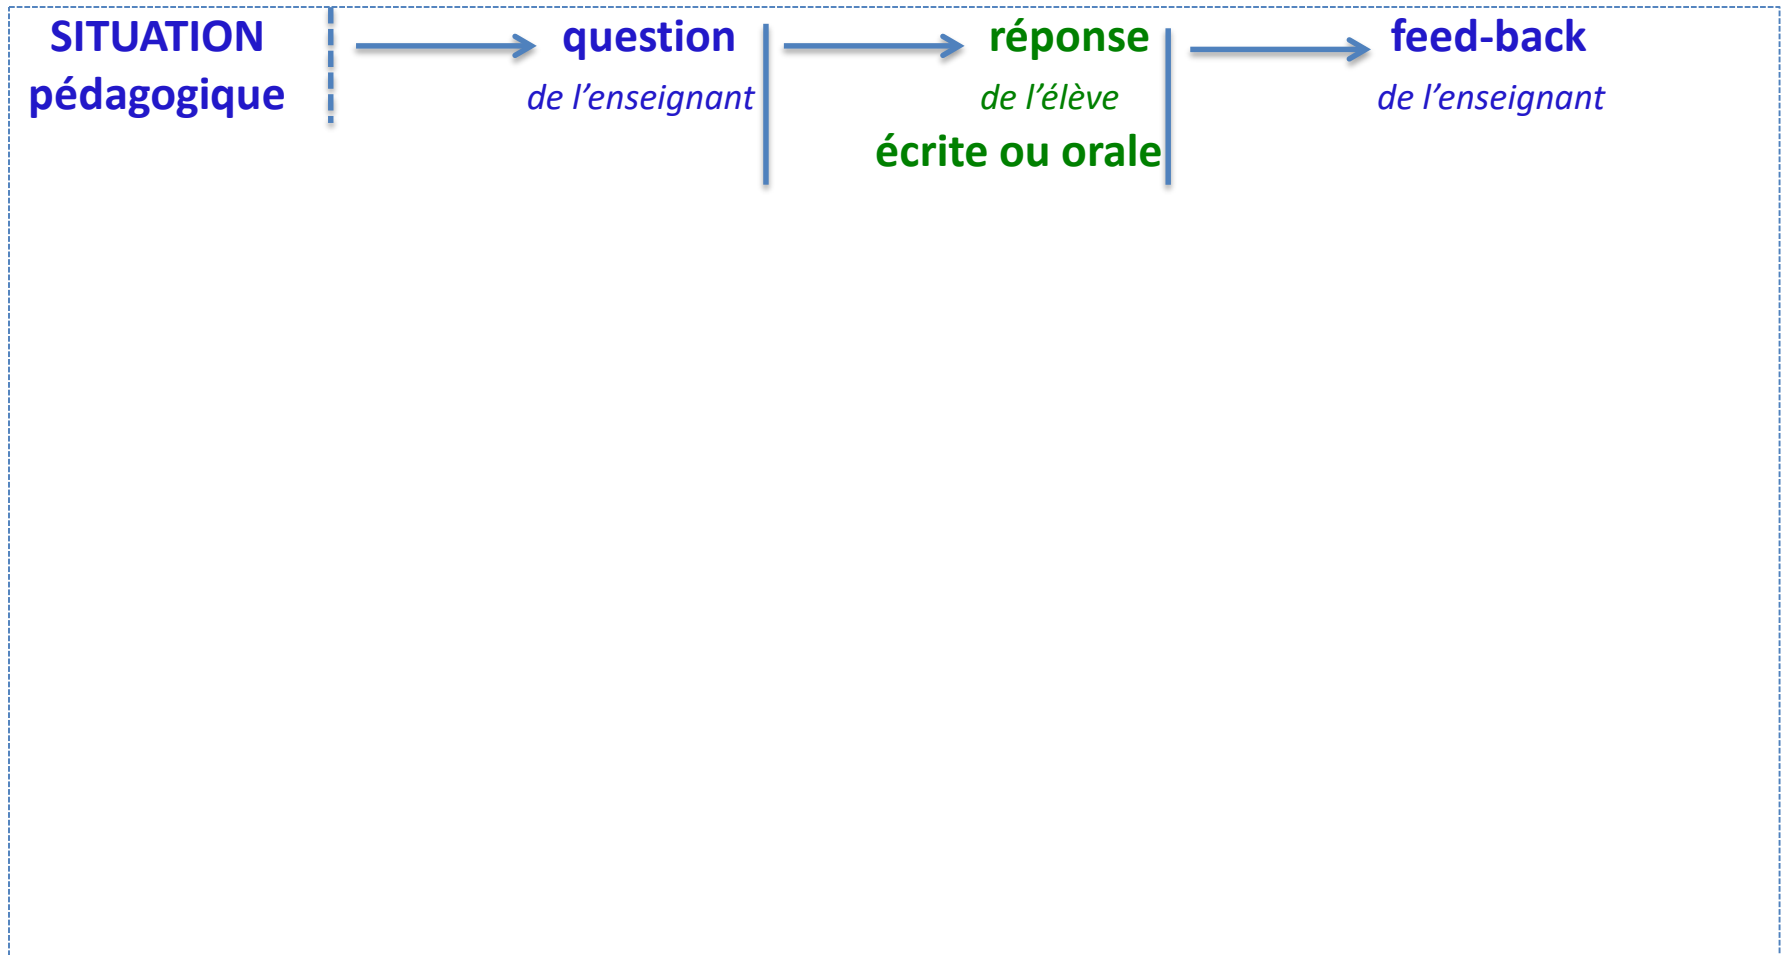 SITUATION
pédagogique
question
de l’enseignant
réponse
de l’élève
écrite ou orale
feed-back
de l’enseignant